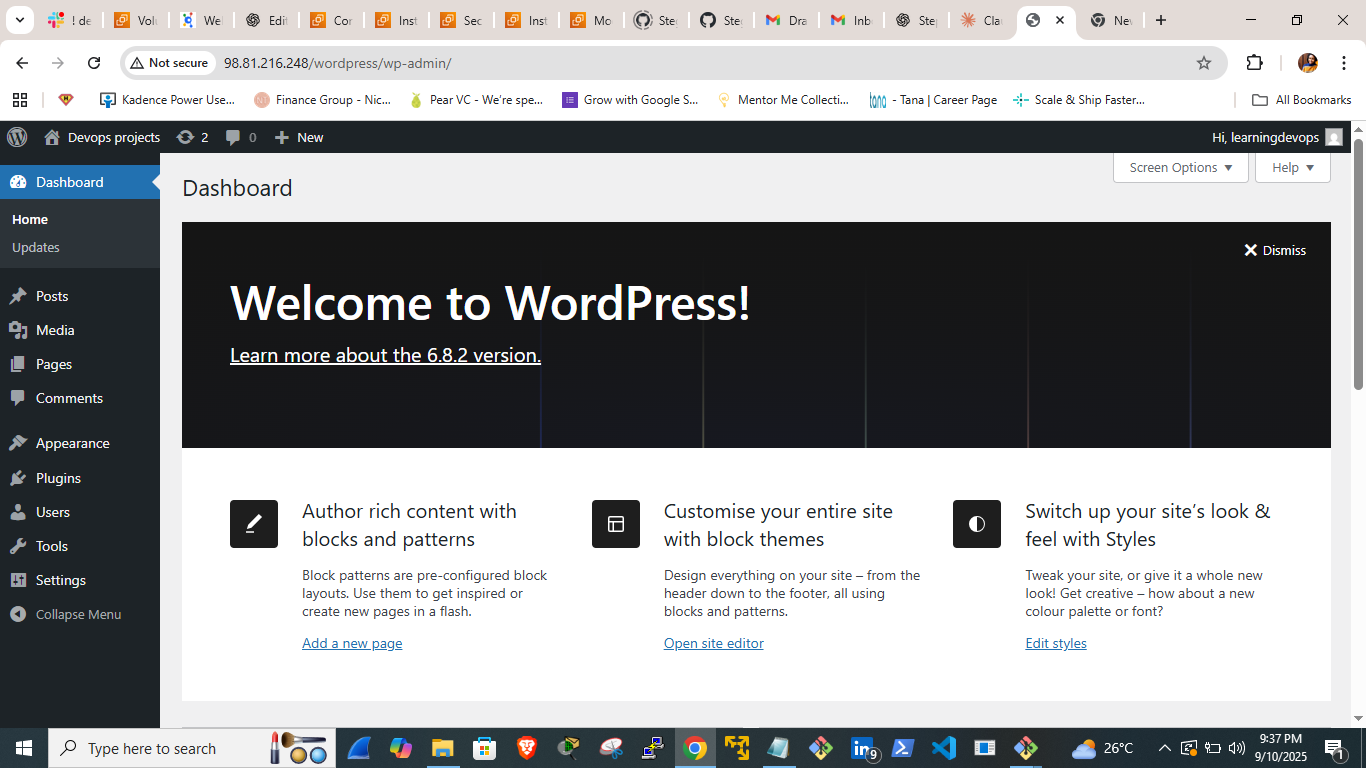 ! de
Volu
We
Edit
Cor
Inst
Sec
Inst
Mo
Ste
Ste
Dra
Inb
Step
Cla
Ne
Not secure
98.81.216.248/wordpress/wp-admin/
Kadence Power Use...
Finance Group - Nic...
Pear VC - We're spe...
Grow with Google S...
Mentor Me Collecti...
tana
- Tana | Career Page
Scale & Ship Faster...
All Bookmarks
Devops projects
2
0
New
Hi, learningdevops
Dashboard
Home
Updates
Posts
Media
Pages
Comments
Appearance
Plugins
Users
Tools
Settings
Collapse Menu
Screen Options
Help
Dashboard
Dismiss
Welcome to WordPress!
Learn more about the 6.8.2 version.
Author rich content with
blocks and patterns
Block patterns are pre-configured block
layouts. Use them to get inspired or
create new pages in a flash.
Add a new page
Customise your entire site
with block themes
Design everything on your site – from the
header down to the footer, all using
blocks and patterns.
Open site editor
Switch up your site's look &
feel with Styles
Tweak your site, or give it a whole new
look! Get creative – how about a new
colour palette or font?
Edit styles
Type here to search
9
26°C
9:37 PM
9/10/2025
1